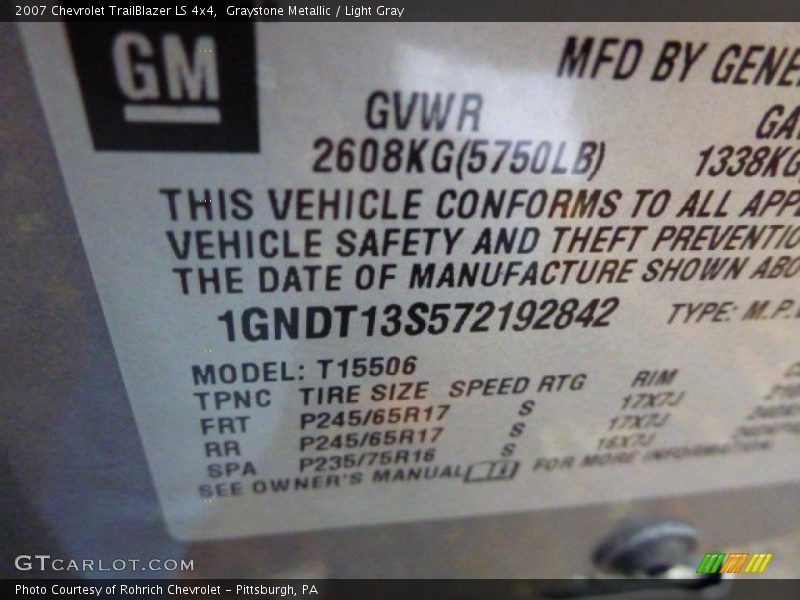 2007 Chevrolet TrailBlazer LS 4x4, Graystone Metallic / Light Gray
GM
MFD BY GENE
GVWR GA
2608KG(5750LB) 1338KG
THIS VEHICLE CONFORMS TO ALL APPL
VEHICLE SAFETY AND THEFT PREVENTIO
THE DATE OF MANUFACTURE SHOWN ABO
1GNDT13S572192842 TYPE: M.P.
MODEL: T15506
TPNC TIRE SIZE SPEED RTG RIM
FRT P245/65R17 S 17X7J
RR P245/65R17 S 17X7J
SPA P235/75R16 S 16X7J
SEE OWNER'S MANUAL FOR MORE INFORMATION
GTCARLOT.COM
Photo Courtesy of Rohrich Chevrolet - Pittsburgh, PA